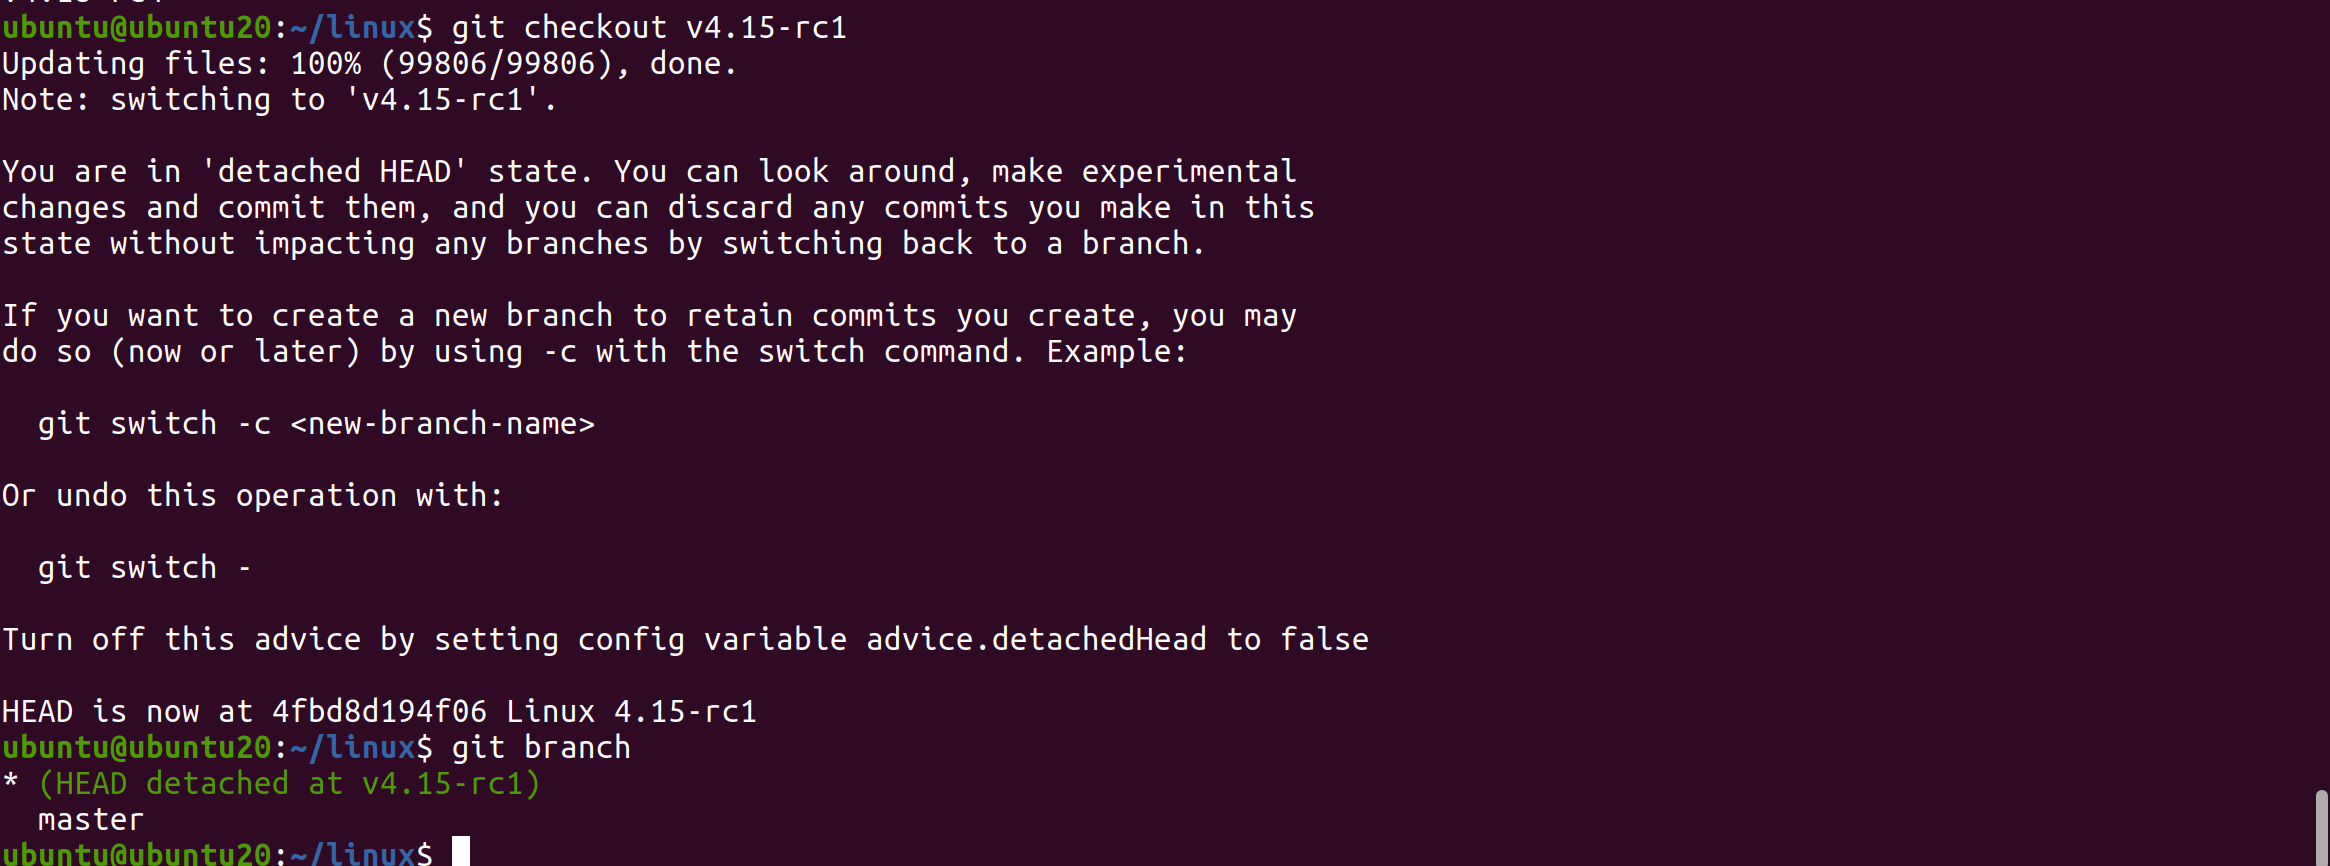 ubuntu@ubuntu20:~/linux$ git checkout v4.15-rc1
Updating files: 100% (99806/99806), done.
Note: switching to 'v4.15-rc1'.
You are in 'detached HEAD' state. You can look around, make experimental
changes and commit them, and you can discard any commits you make in this
state without impacting any branches by switching back to a branch.
If you want to create a new branch to retain commits you create, you may
do so (now or later) by using -c with the switch command. Example:
  git switch -c <new-branch-name>
Or undo this operation with:
  git switch -
Turn off this advice by setting config variable advice.detachedHead to false
HEAD is now at 4fbd8d194f06 Linux 4.15-rc1
ubuntu@ubuntu20:~/linux$ git branch
* (HEAD detached at v4.15-rc1)
  master
ubuntu@ubuntu20:~/linux$